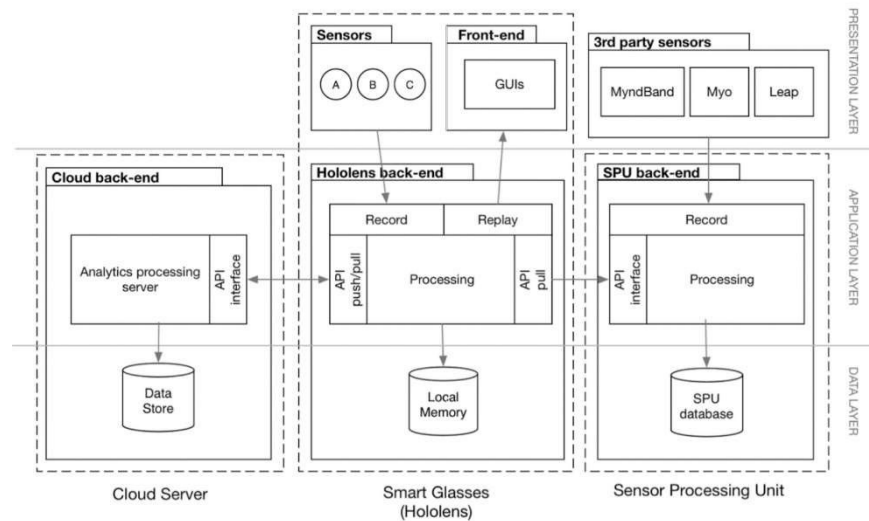 Sensors
A B C
Front-end
GUIs
3rd party sensors
MyndBand Myo Leap
PRESENTATION LAYER
Cloud back-end
Analytics processing
server
API
interface
Hololens back-end
Record Replay
API
push/pull
Processing
API
pull
SPU back-end
Record
API
interface
Processing
APPLICATION LAYER
Data
Store
Local
Memory
SPU
database
DATA LAYER
Cloud Server
Smart Glasses
(Hololens)
Sensor Processing Unit